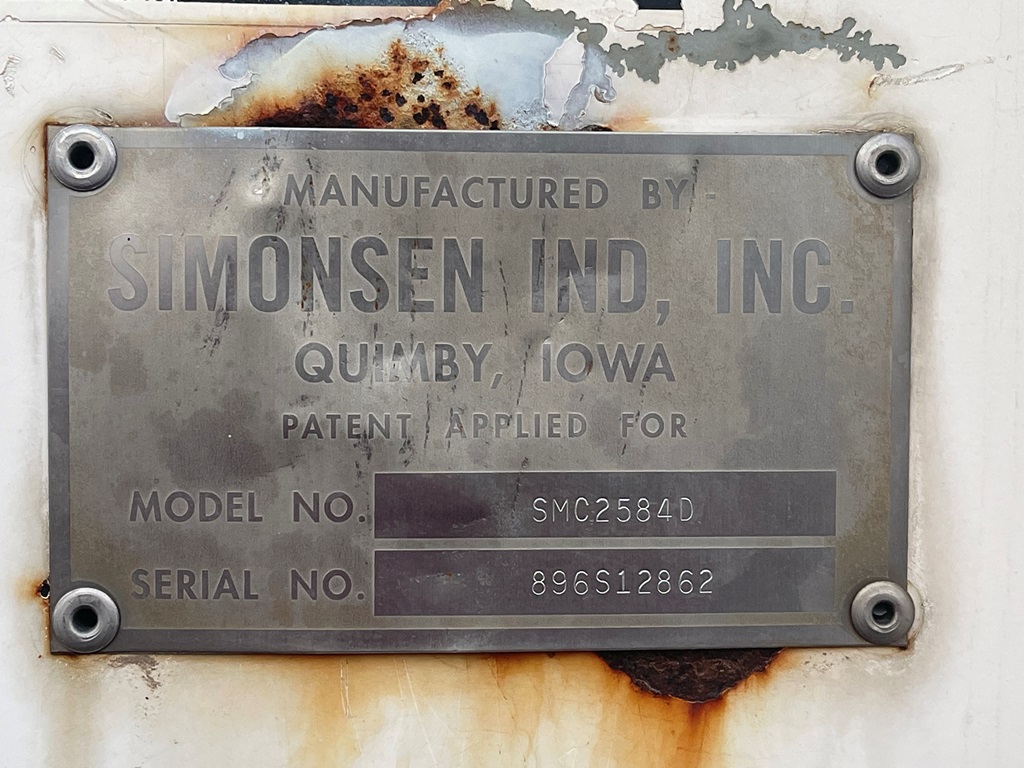 MANUFACTURED BY
SIMONSEN IND, INC.
QUIMBY, IOWA
PATENT APPLIED FOR
MODEL NO. SMC2584D
SERIAL NO. 896S12862